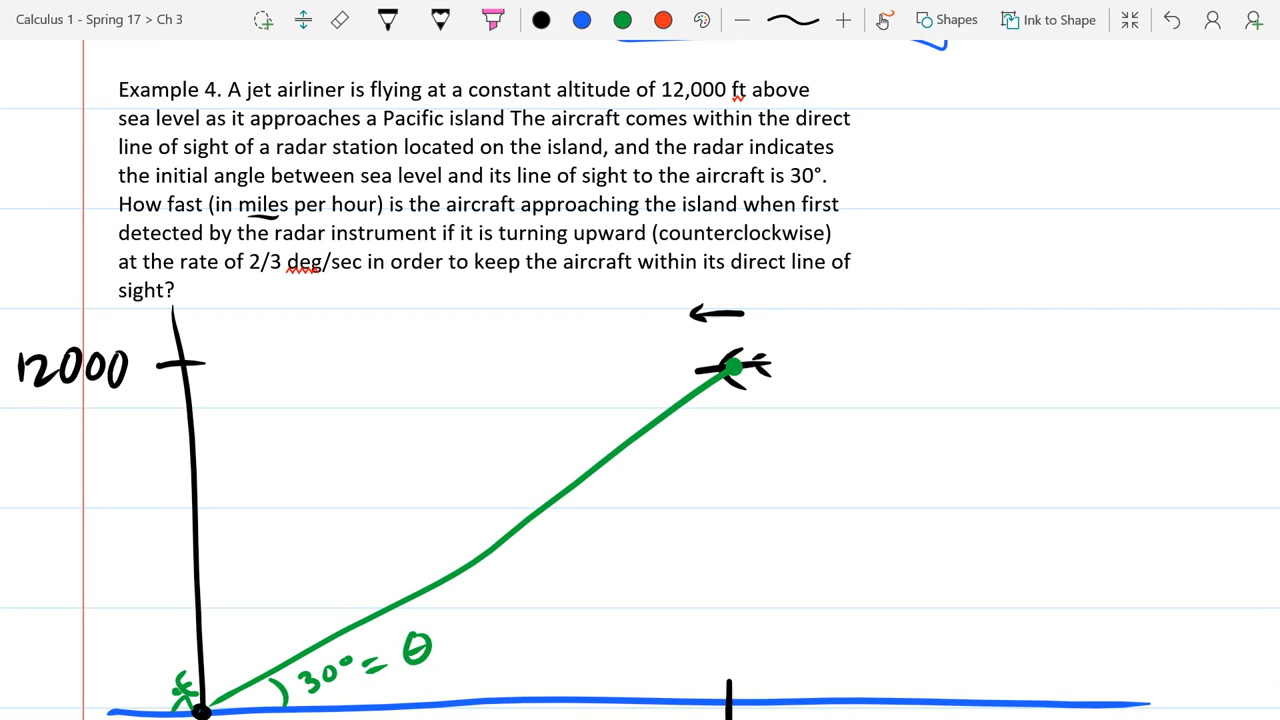 Calculus 1 - Spring 17 > Ch 3
Shapes
Ink to Shape
Example 4. A jet airliner is flying at a constant altitude of 12,000 ft above
sea level as it approaches a Pacific island The aircraft comes within the direct
line of sight of a radar station located on the island, and the radar indicates
the initial angle between sea level and its line of sight to the aircraft is 30°.
How fast (in miles per hour) is the aircraft approaching the island when first
detected by the radar instrument if it is turning upward (counterclockwise)
at the rate of 2/3 deg/sec in order to keep the aircraft within its direct line of
sight?
12000
30° = θ